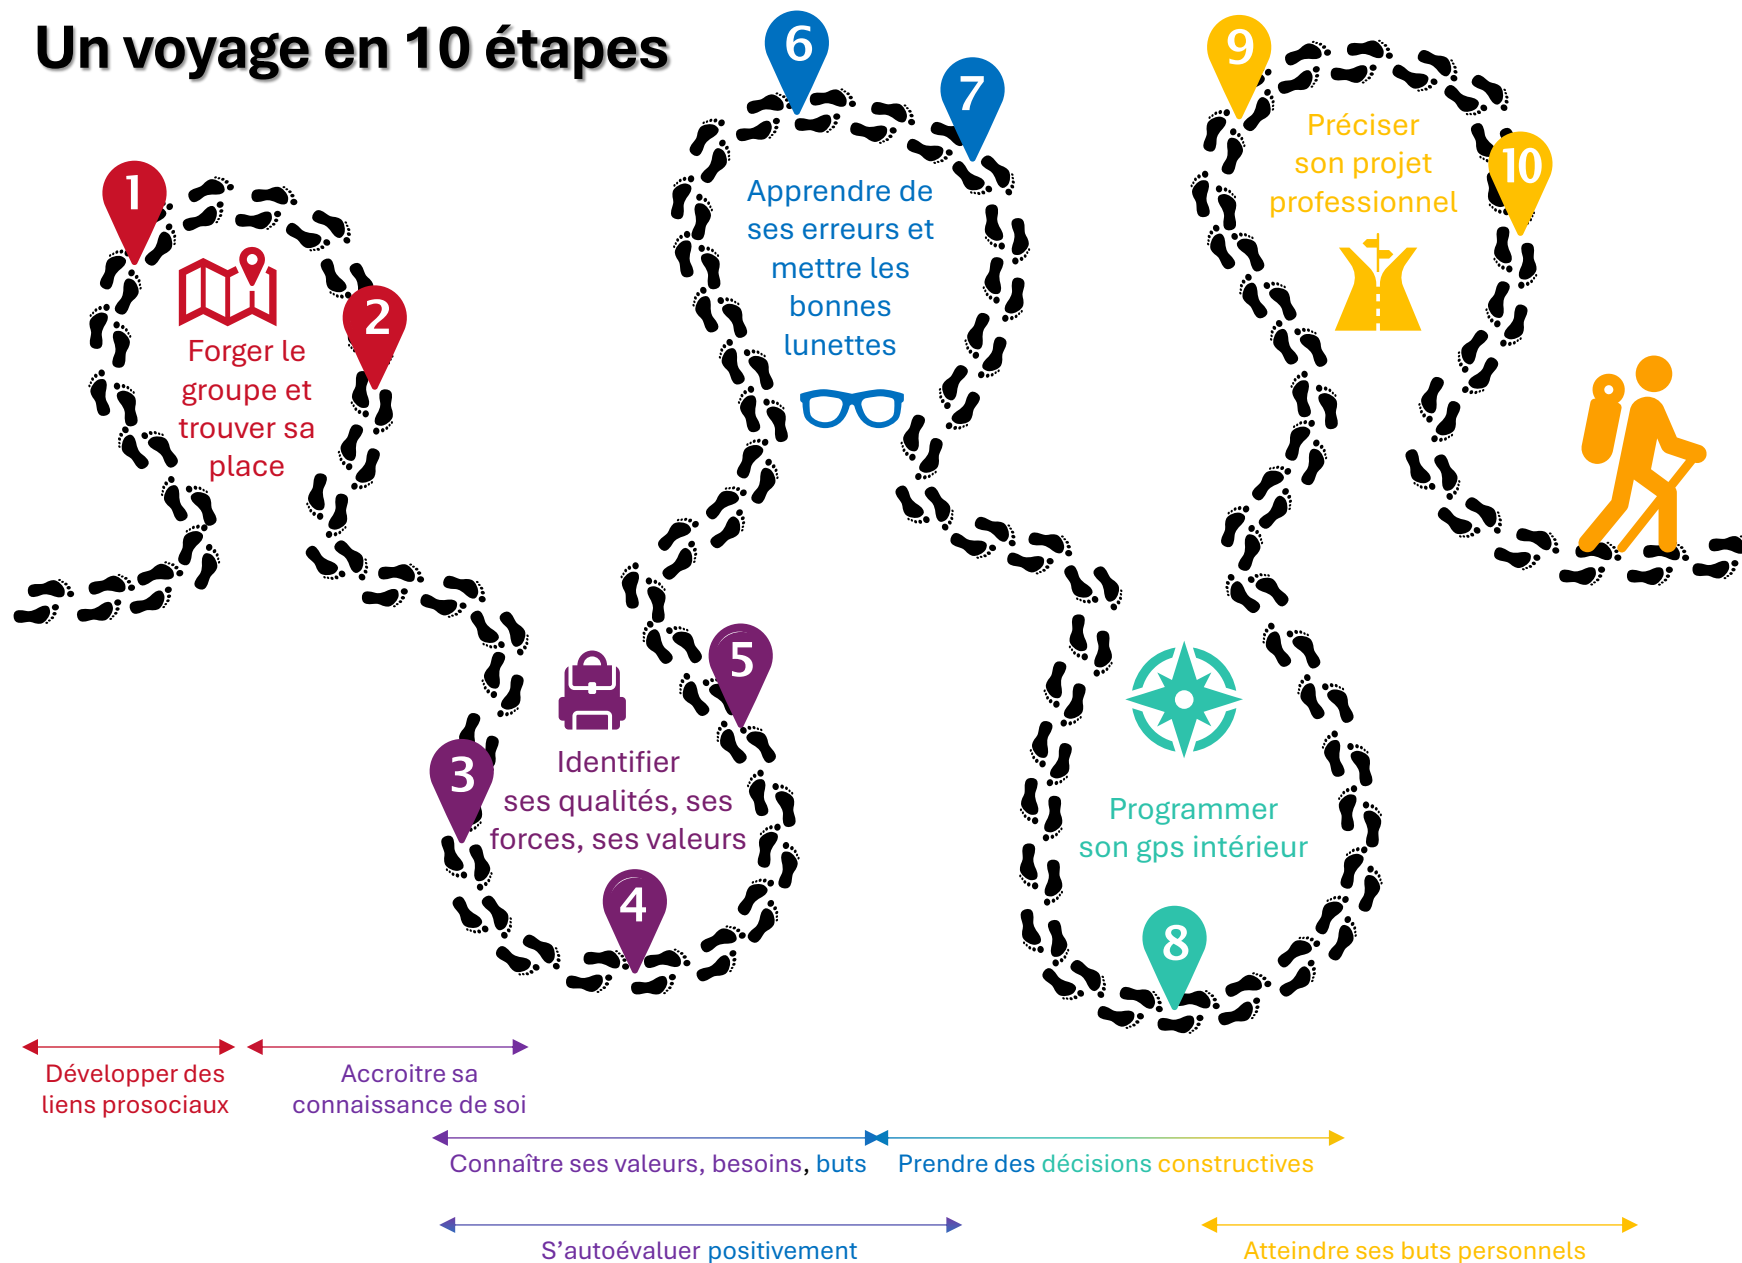 Un voyage en 10 étapes
1
2
Forger le
groupe et
trouver sa
place
3
4
5
Identifier
ses qualités, ses
forces, ses valeurs
6
7
Apprendre de
ses erreurs et
mettre les
bonnes
lunettes
8
Programmer
son gps intérieur
9
10
Préciser
son projet
professionnel
Développer des
liens prosociaux
Accroitre sa
connaissance de soi
Connaître ses valeurs, besoins, buts
Prendre des décisions constructives
S’autoévaluer positivement
Atteindre ses buts personnels